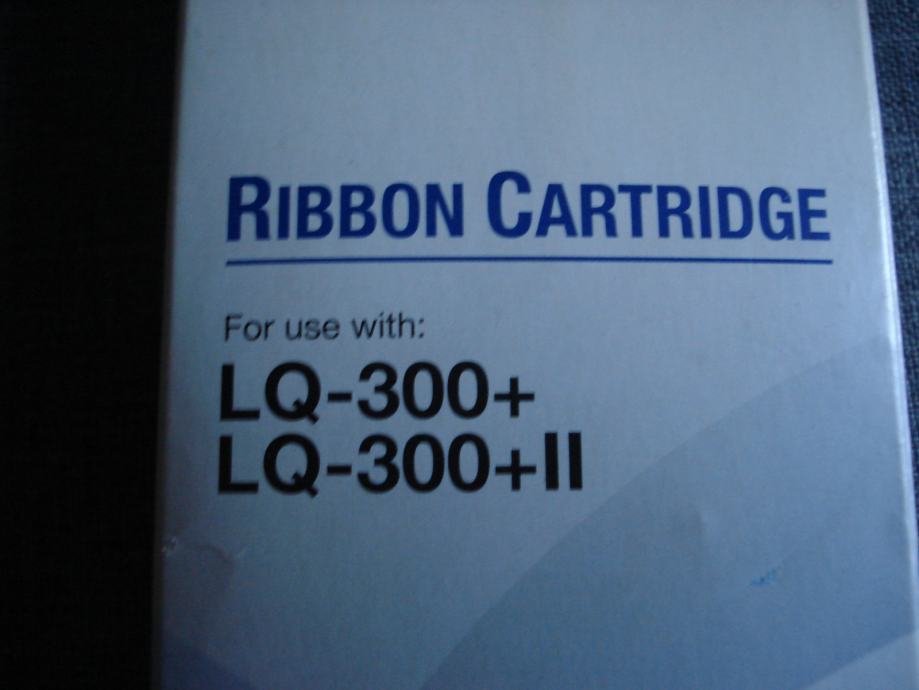 RIBBON CARTRIDGE
For use with:
LQ-300+
LQ-300+II